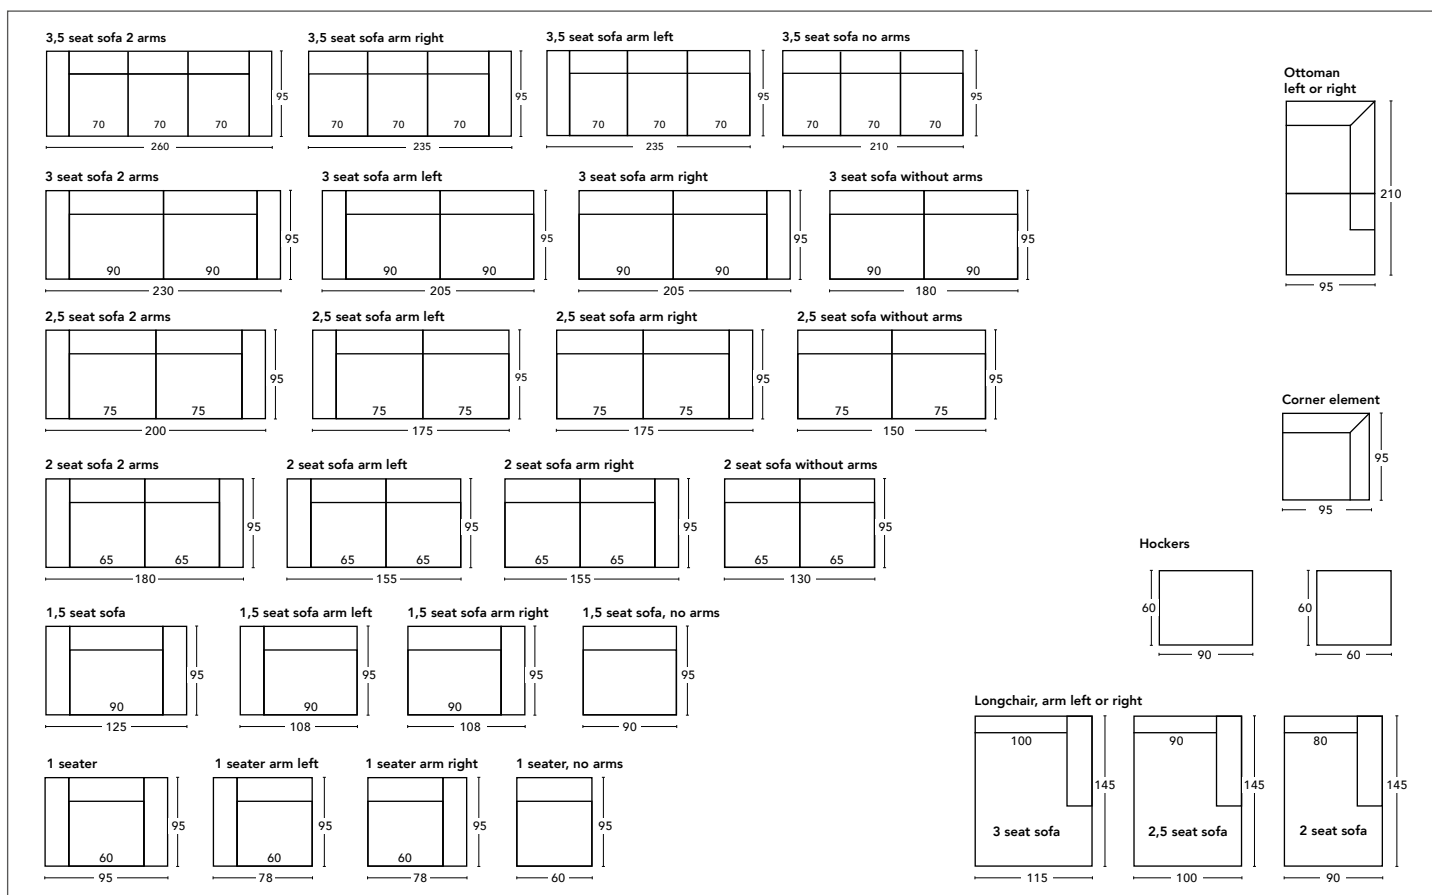 3,5 seat sofa 2 arms
70 70 70
95
260
3,5 seat sofa arm right
70 70 70
95
235
3,5 seat sofa arm left
70 70 70
95
235
3,5 seat sofa no arms
70 70 70
95
210
Ottoman
left or right
210
95
3 seat sofa 2 arms
90 90
95
230
3 seat sofa arm left
90 90
95
205
3 seat sofa arm right
90 90
95
205
3 seat sofa without arms
90 90
95
180
2,5 seat sofa 2 arms
75 75
95
200
2,5 seat sofa arm left
75 75
95
175
2,5 seat sofa arm right
75 75
95
175
2,5 seat sofa without arms
75 75
95
150
Corner element
95
95
2 seat sofa 2 arms
65 65
95
180
2 seat sofa arm left
65 65
95
155
2 seat sofa arm right
65 65
95
155
2 seat sofa without arms
65 65
95
130
Hockers
60
90
60
60
1,5 seat sofa
90
95
125
1,5 seat sofa arm left
90
95
108
1,5 seat sofa arm right
90
95
108
1,5 seat sofa, no arms
95
90
Longchair, arm left or right
100
145
3 seat sofa
115
90
145
2,5 seat sofa
100
80
145
2 seat sofa
90
1 seater
60
95
95
1 seater arm left
60
95
78
1 seater arm right
60
95
78
1 seater, no arms
95
60